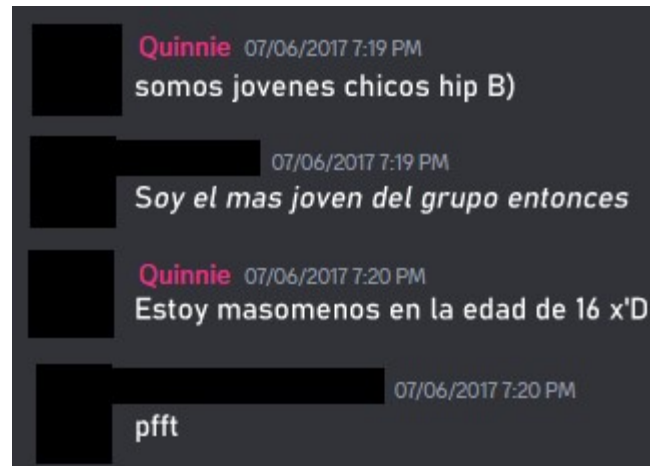 Quinnie 07/06/2017 7:19 PM
somos jovenes chicos hip B)
07/06/2017 7:19 PM
Soy el mas joven del grupo entonces
Quinnie 07/06/2017 7:20 PM
Estoy masomenos en la edad de 16 x'D
07/06/2017 7:20 PM
pfft